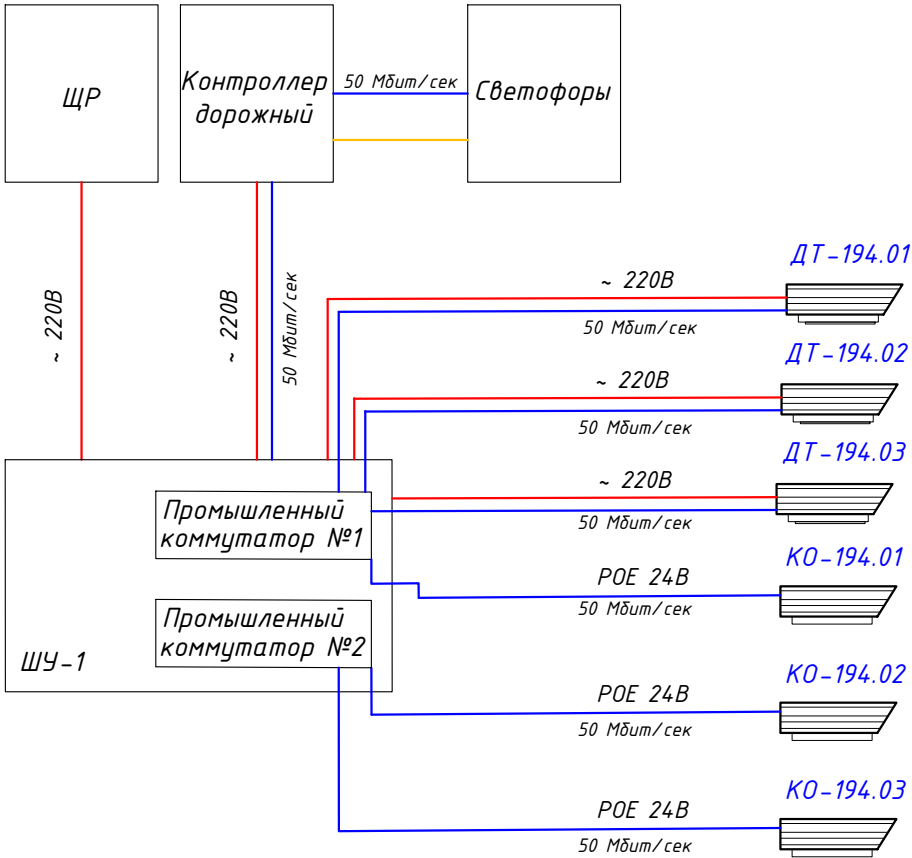 ЩР
Контроллер
дорожный
50 Мбит/сек
Светофоры
~ 220В
~ 220В
50 Мбит/сек
ДТ-194.01
~ 220В
50 Мбит/сек
ДТ-194.02
~ 220В
50 Мбит/сек
ДТ-194.03
~ 220В
50 Мбит/сек
Промышленный
коммутатор №1
КО-194.01
POE 24В
50 Мбит/сек
Промышленный
коммутатор №2
ШУ-1
КО-194.02
POE 24В
50 Мбит/сек
КО-194.03
POE 24В
50 Мбит/сек